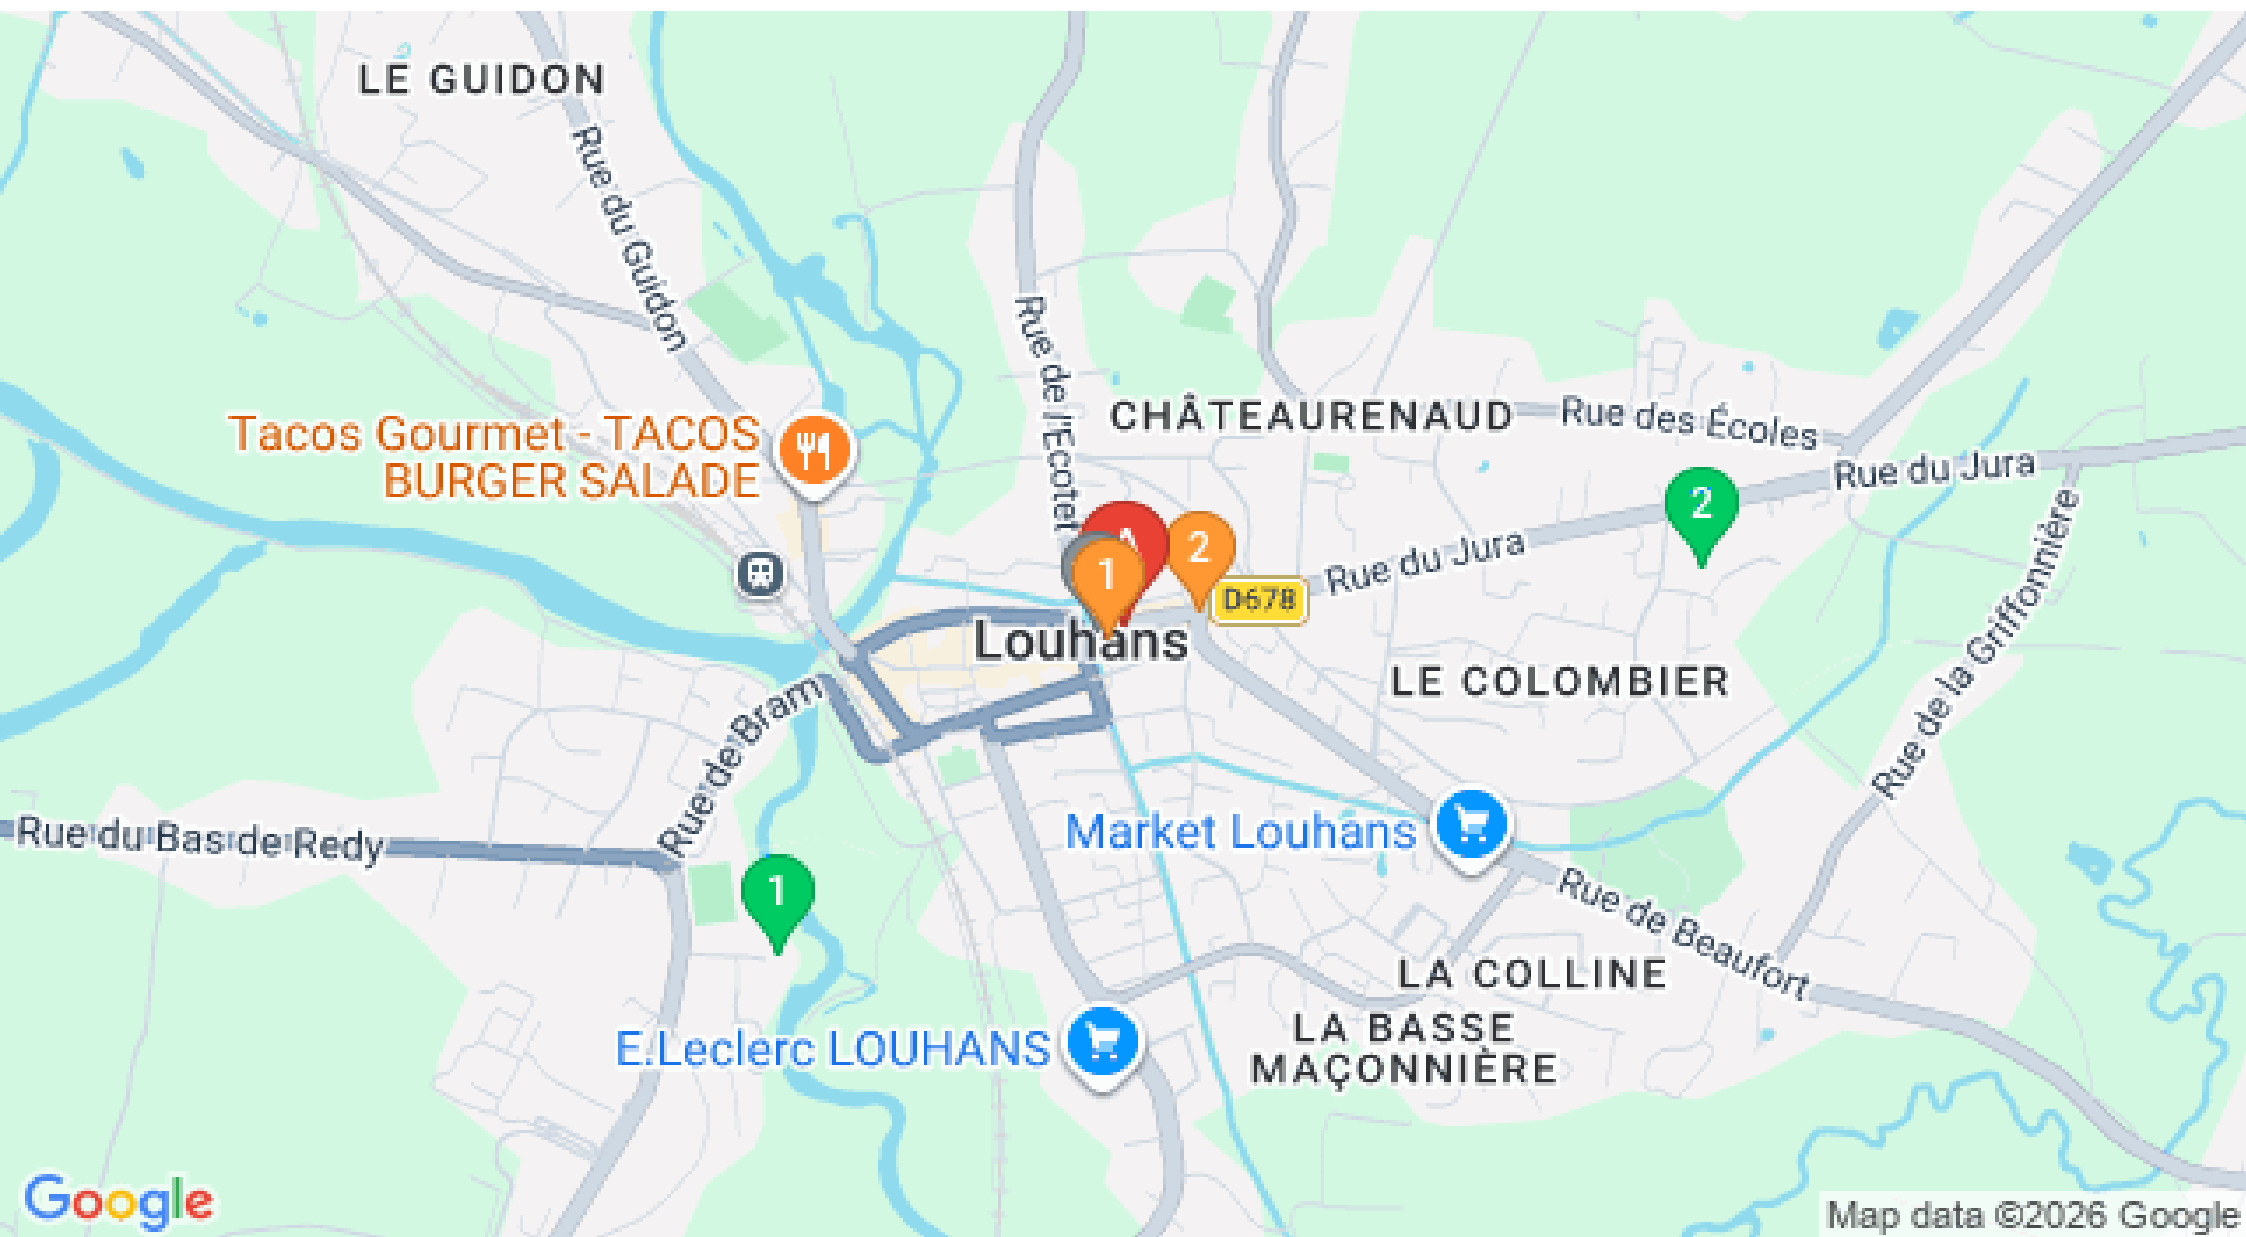 LE GUIDON
Rue du Guidon
Rue de l'Ecotet
CHÂTEAURENAUD
Rue des Écoles
Tacos Gourmet - TACOS
BURGER SALADE
Rue du Jura
2
A
1
2
D678
Rue du Jura
Louhans
Rue de la Griffonnière
LE COLOMBIER
Rue de Bram
Rue du Bas de Redy
Market Louhans
1
Rue de Beaufort
LA COLLINE
E.Leclerc LOUHANS
LA BASSE
MAÇONNIÈRE
Google
Map data ©2026 Google